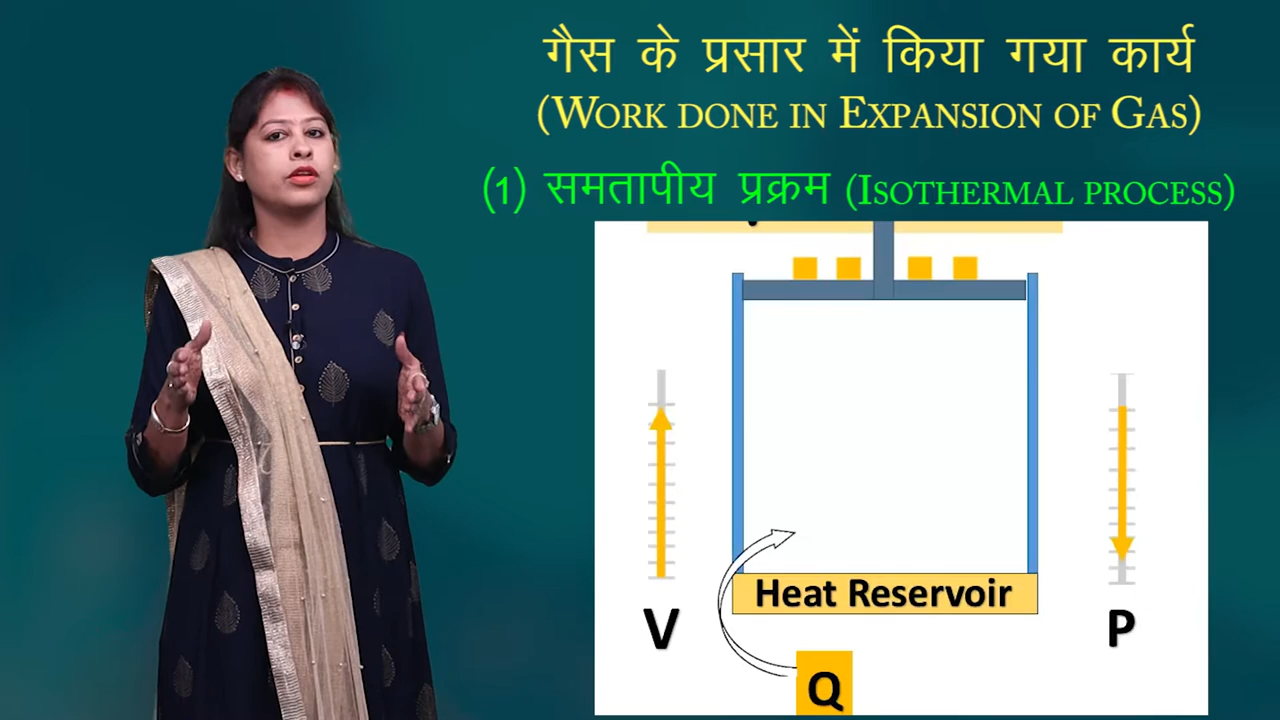 गैस के प्रसार में किया गया कार्य
(WORK DONE IN EXPANSION OF GAS)
(1) समतापीय प्रक्रम (ISOTHERMAL PROCESS)
Heat Reservoir
V
P
Q